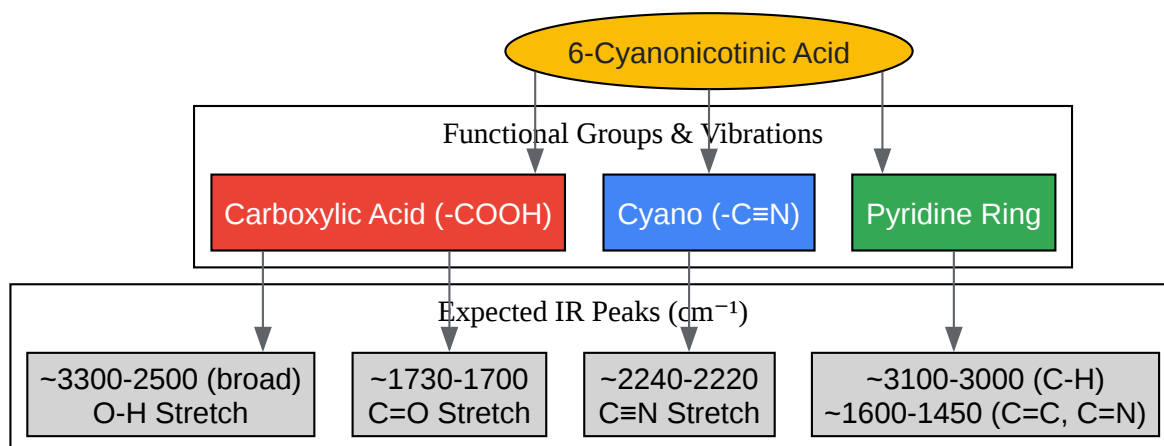 6-Cyanonicotinic Acid
Functional Groups & Vibrations
Carboxylic Acid (-COOH)
Cyano (-C≡N)
Pyridine Ring
Expected IR Peaks (cm⁻¹)
~3300-2500 (broad)
O-H Stretch
~1730-1700
C=O Stretch
~2240-2220
C≡N Stretch
~3100-3000 (C-H)
~1600-1450 (C=C, C=N)